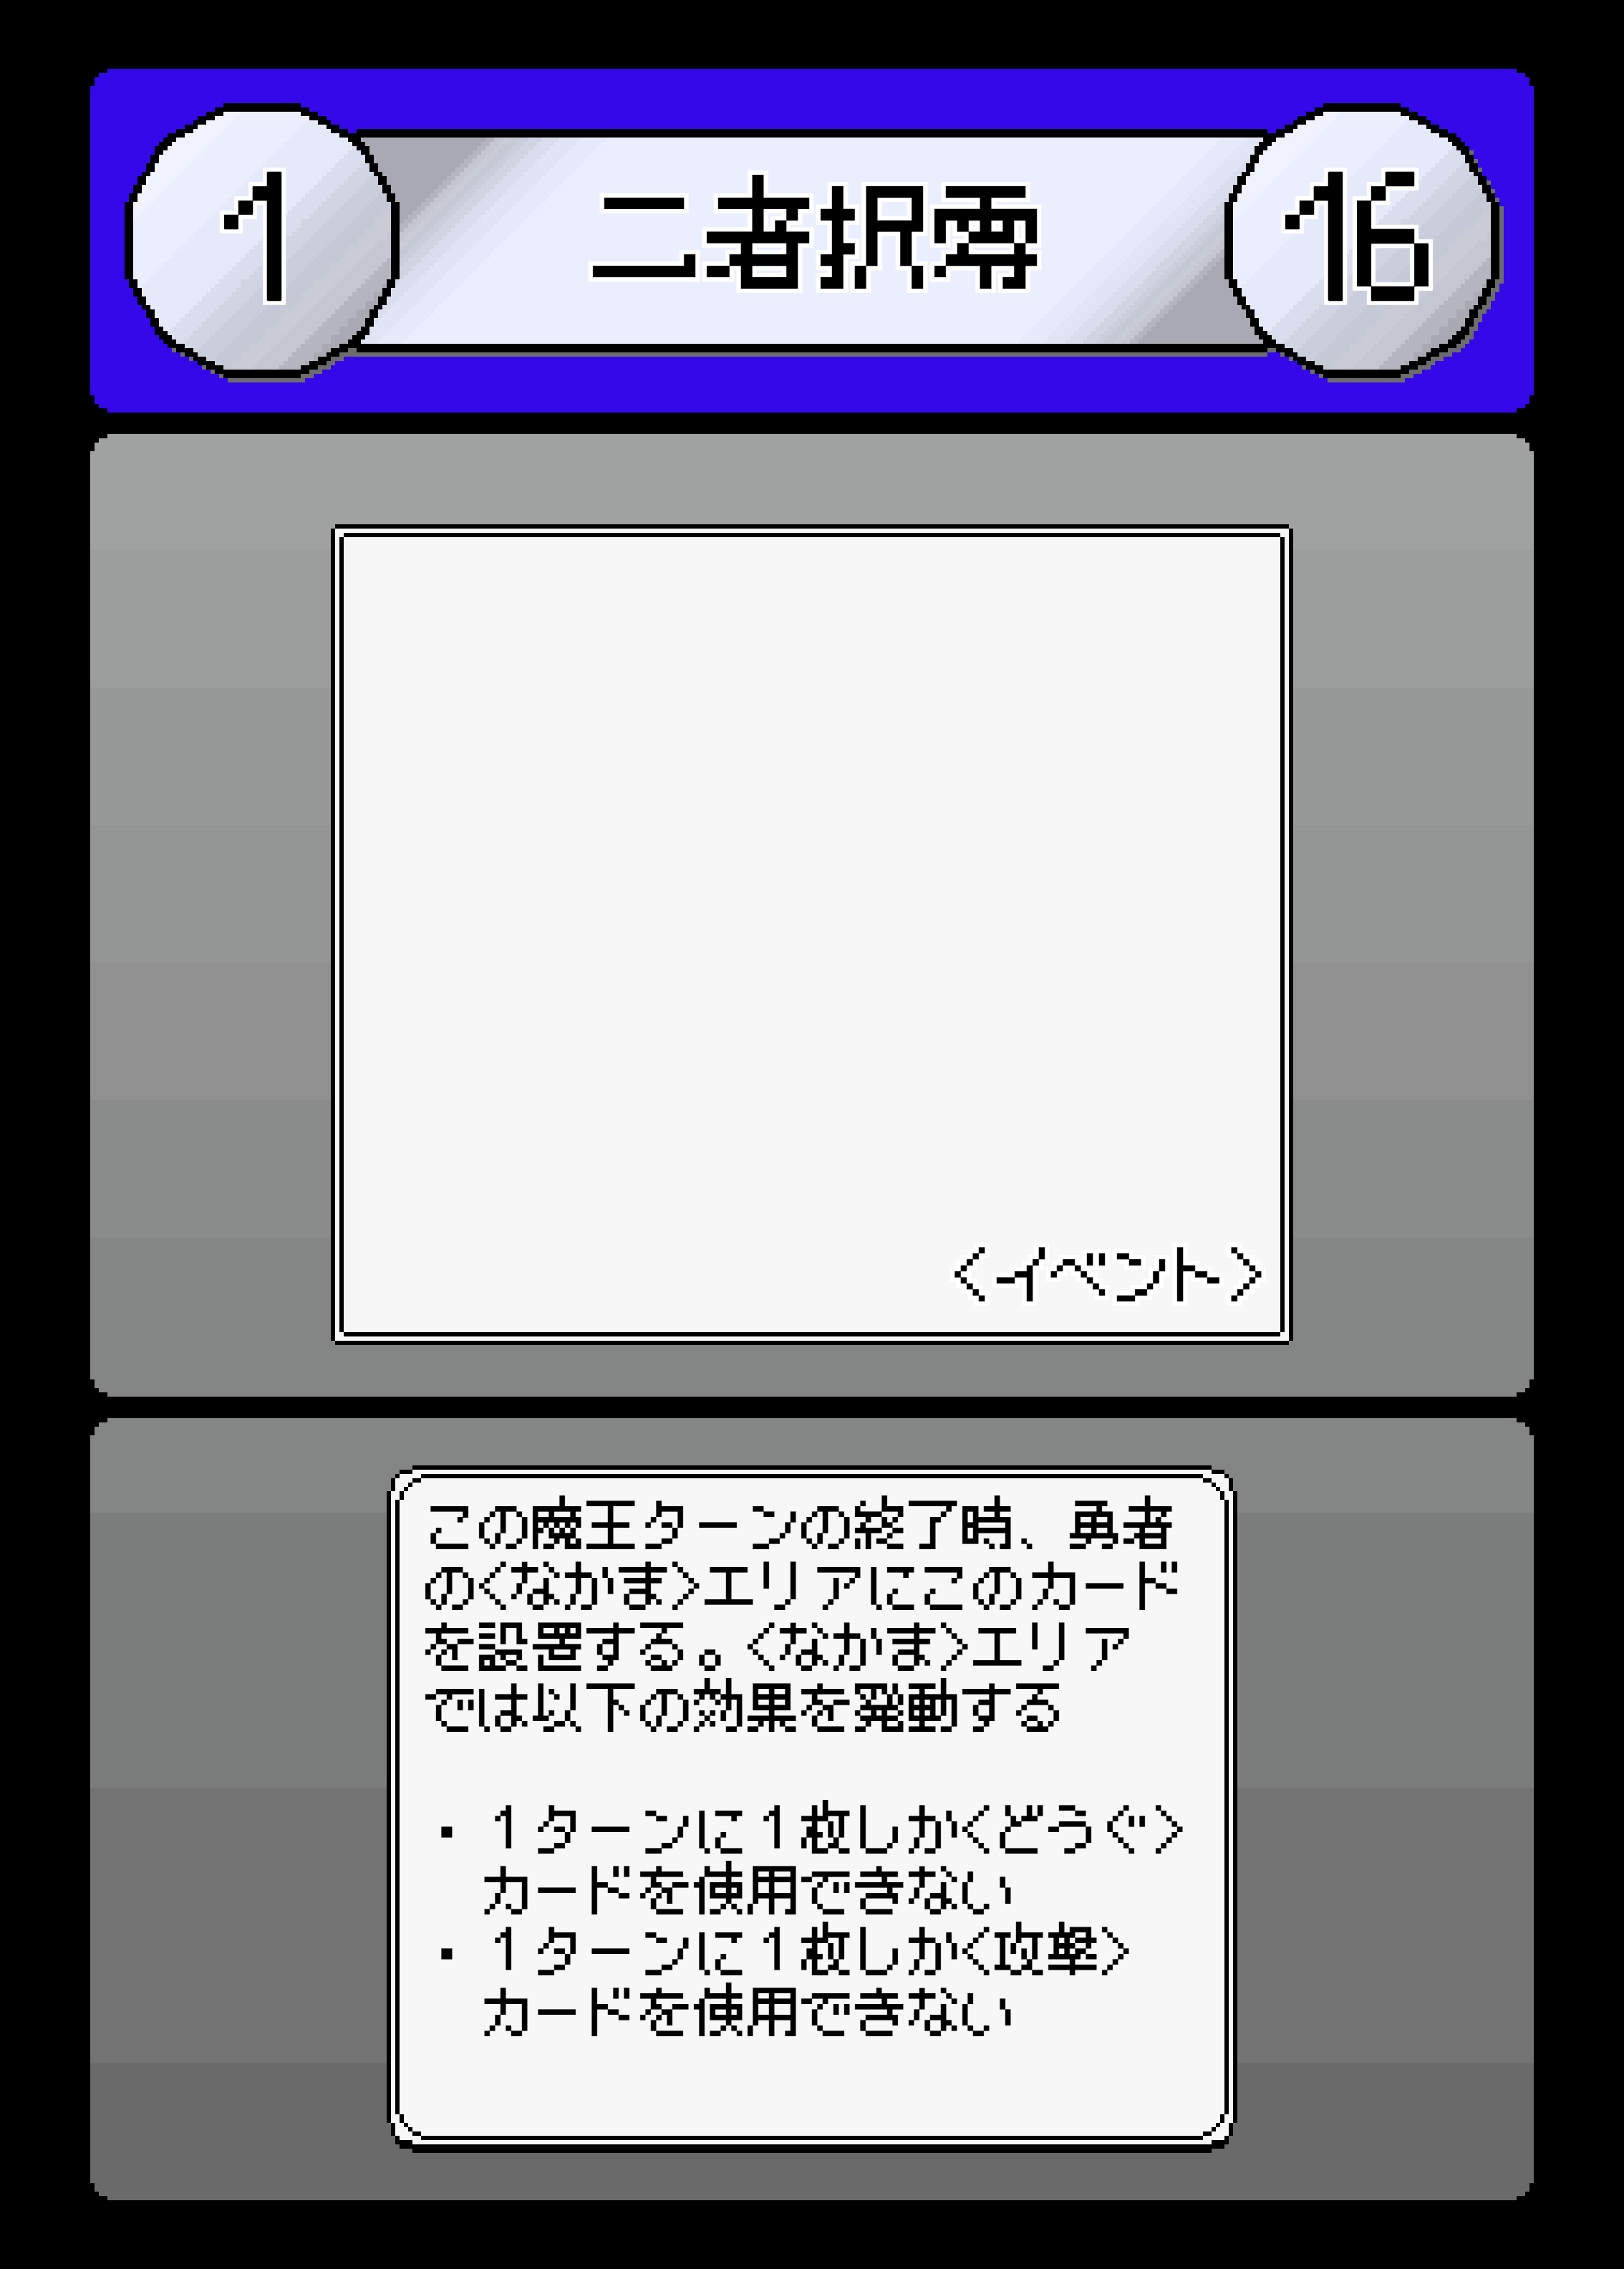 1
二者択零
16
<イベント>
この魔王ターンの終了時、勇者
の<なかま>エリアにこのカード
を設置する。<なかま>エリア
では以下の効果を発動する
・1ターンに1枚しか<どうぐ>
カードを使用できない
・1ターンに1枚しか<攻撃>
カードを使用できない